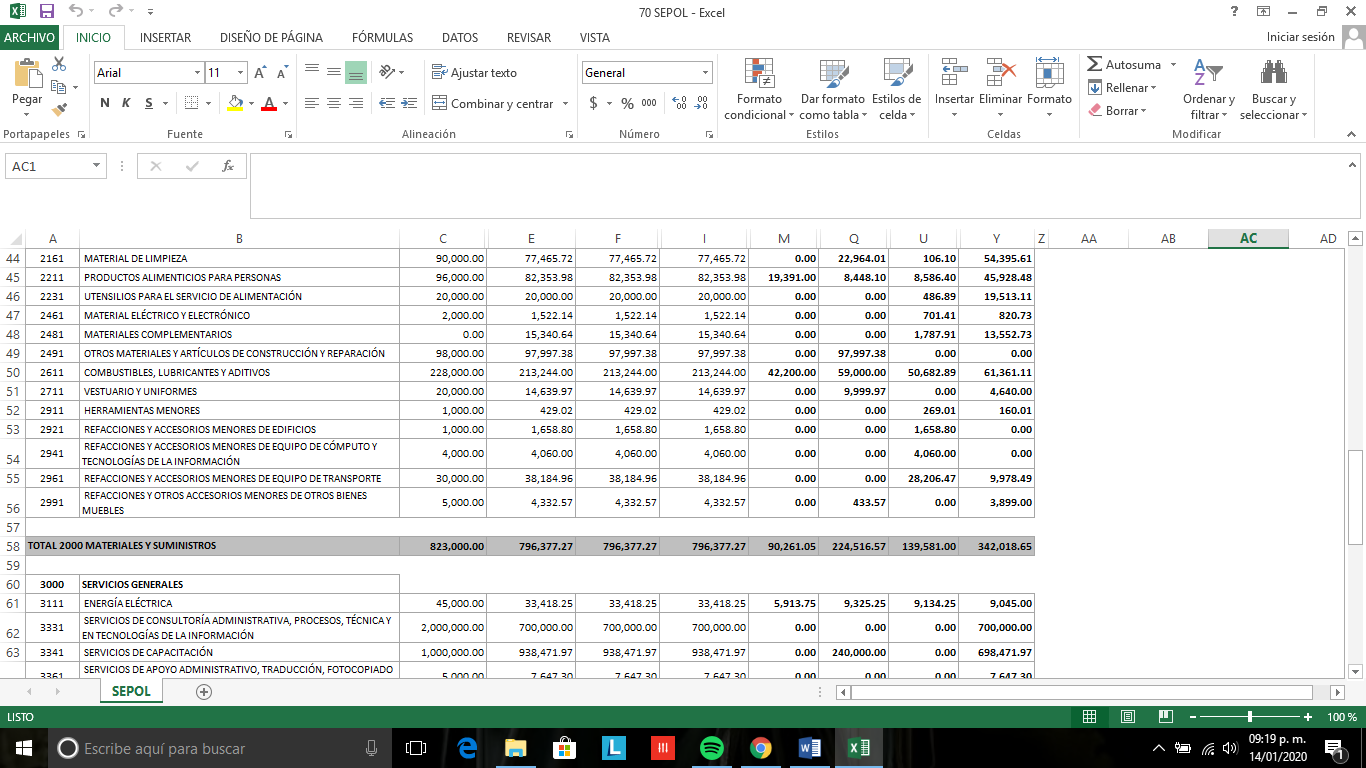 70 SEPOL - Excel
ARCHIVO INICIO INSERTAR DISEÑO DE PÁGINA FÓRMULAS DATOS REVISAR VISTA Iniciar sesión
Pegar
Arial 11
N K S
Ajustar texto
Combinar y centrar
General
$ % 000
Formato condicional
Dar formato como tabla
Estilos de celda
Insertar Eliminar Formato
Autosuma
Rellenar
Borrar
Ordenar y filtrar
Buscar y seleccionar
Portapapeles Fuente Alineación Número Estilos Celdas Modificar
AC1 fx
A B C E F I M Q U Y Z AA AB AC AD
44 2161 MATERIAL DE LIMPIEZA 90,000.00 77,465.72 77,465.72 77,465.72 0.00 22,964.01 106.10 54,395.61
45 2211 PRODUCTOS ALIMENTICIOS PARA PERSONAS 96,000.00 82,353.98 82,353.98 82,353.98 19,391.00 8,448.10 8,586.40 45,928.48
46 2231 UTENSILIOS PARA EL SERVICIO DE ALIMENTACIÓN 20,000.00 20,000.00 20,000.00 20,000.00 0.00 0.00 486.89 19,513.11
47 2461 MATERIAL ELÉCTRICO Y ELECTRÓNICO 2,000.00 1,522.14 1,522.14 1,522.14 0.00 0.00 701.41 820.73
48 2481 MATERIALES COMPLEMENTARIOS 0.00 15,340.64 15,340.64 15,340.64 0.00 0.00 1,787.91 13,552.73
49 2491 OTROS MATERIALES Y ARTÍCULOS DE CONSTRUCCIÓN Y REPARACIÓN 98,000.00 97,997.38 97,997.38 97,997.38 0.00 97,997.38 0.00 0.00
50 2611 COMBUSTIBLES, LUBRICANTES Y ADITIVOS 228,000.00 213,244.00 213,244.00 213,244.00 42,200.00 59,000.00 50,682.89 61,361.11
51 2711 VESTUARIO Y UNIFORMES 20,000.00 14,639.97 14,639.97 14,639.97 0.00 9,999.97 0.00 4,640.00
52 2911 HERRAMIENTAS MENORES 1,000.00 429.02 429.02 429.02 0.00 0.00 269.01 160.01
53 2921 REFACCIONES Y ACCESORIOS MENORES DE EDIFICIOS 1,000.00 1,658.80 1,658.80 1,658.80 0.00 0.00 1,658.80 0.00
REFACCIONES Y ACCESORIOS MENORES DE EQUIPO DE CÓMPUTO Y
54 2941 TECNOLOGÍAS DE LA INFORMACIÓN 4,000.00 4,060.00 4,060.00 4,060.00 0.00 0.00 4,060.00 0.00
55 2961 REFACCIONES Y ACCESORIOS MENORES DE EQUIPO DE TRANSPORTE 30,000.00 38,184.96 38,184.96 38,184.96 0.00 0.00 28,206.47 9,978.49
REFACCIONES Y OTROS ACCESORIOS MENORES DE OTROS BIENES
56 2991 MUEBLES 5,000.00 4,332.57 4,332.57 4,332.57 0.00 433.57 0.00 3,899.00
57
58 TOTAL 2000 MATERIALES Y SUMINISTROS 823,000.00 796,377.27 796,377.27 796,377.27 90,261.05 224,516.57 139,581.00 342,018.65
59
60 3000 SERVICIOS GENERALES
61 3111 ENERGÍA ELÉCTRICA 45,000.00 33,418.25 33,418.25 33,418.25 5,913.75 9,325.25 9,134.25 9,045.00
SERVICIOS DE CONSULTORÍA ADMINISTRATIVA, PROCESOS, TÉCNICA Y
62 3331 EN TECNOLOGÍAS DE LA INFORMACIÓN 2,000,000.00 700,000.00 700,000.00 700,000.00 0.00 0.00 0.00 700,000.00
63 3341 SERVICIOS DE CAPACITACIÓN 1,000,000.00 938,471.97 938,471.97 938,471.97 0.00 240,000.00 0.00 698,471.97
SERVICIOS DE APOYO ADMINISTRATIVO, TRADUCCIÓN, FOTOCOPIADO
3361 5,000.00 7,647.30 7,647.30 7,647.30 0.00 0.00 0.00 7,647.30
SEPOL
LISTO 100 %
Escribe aquí para buscar
09:19 p. m.
14/01/2020
1